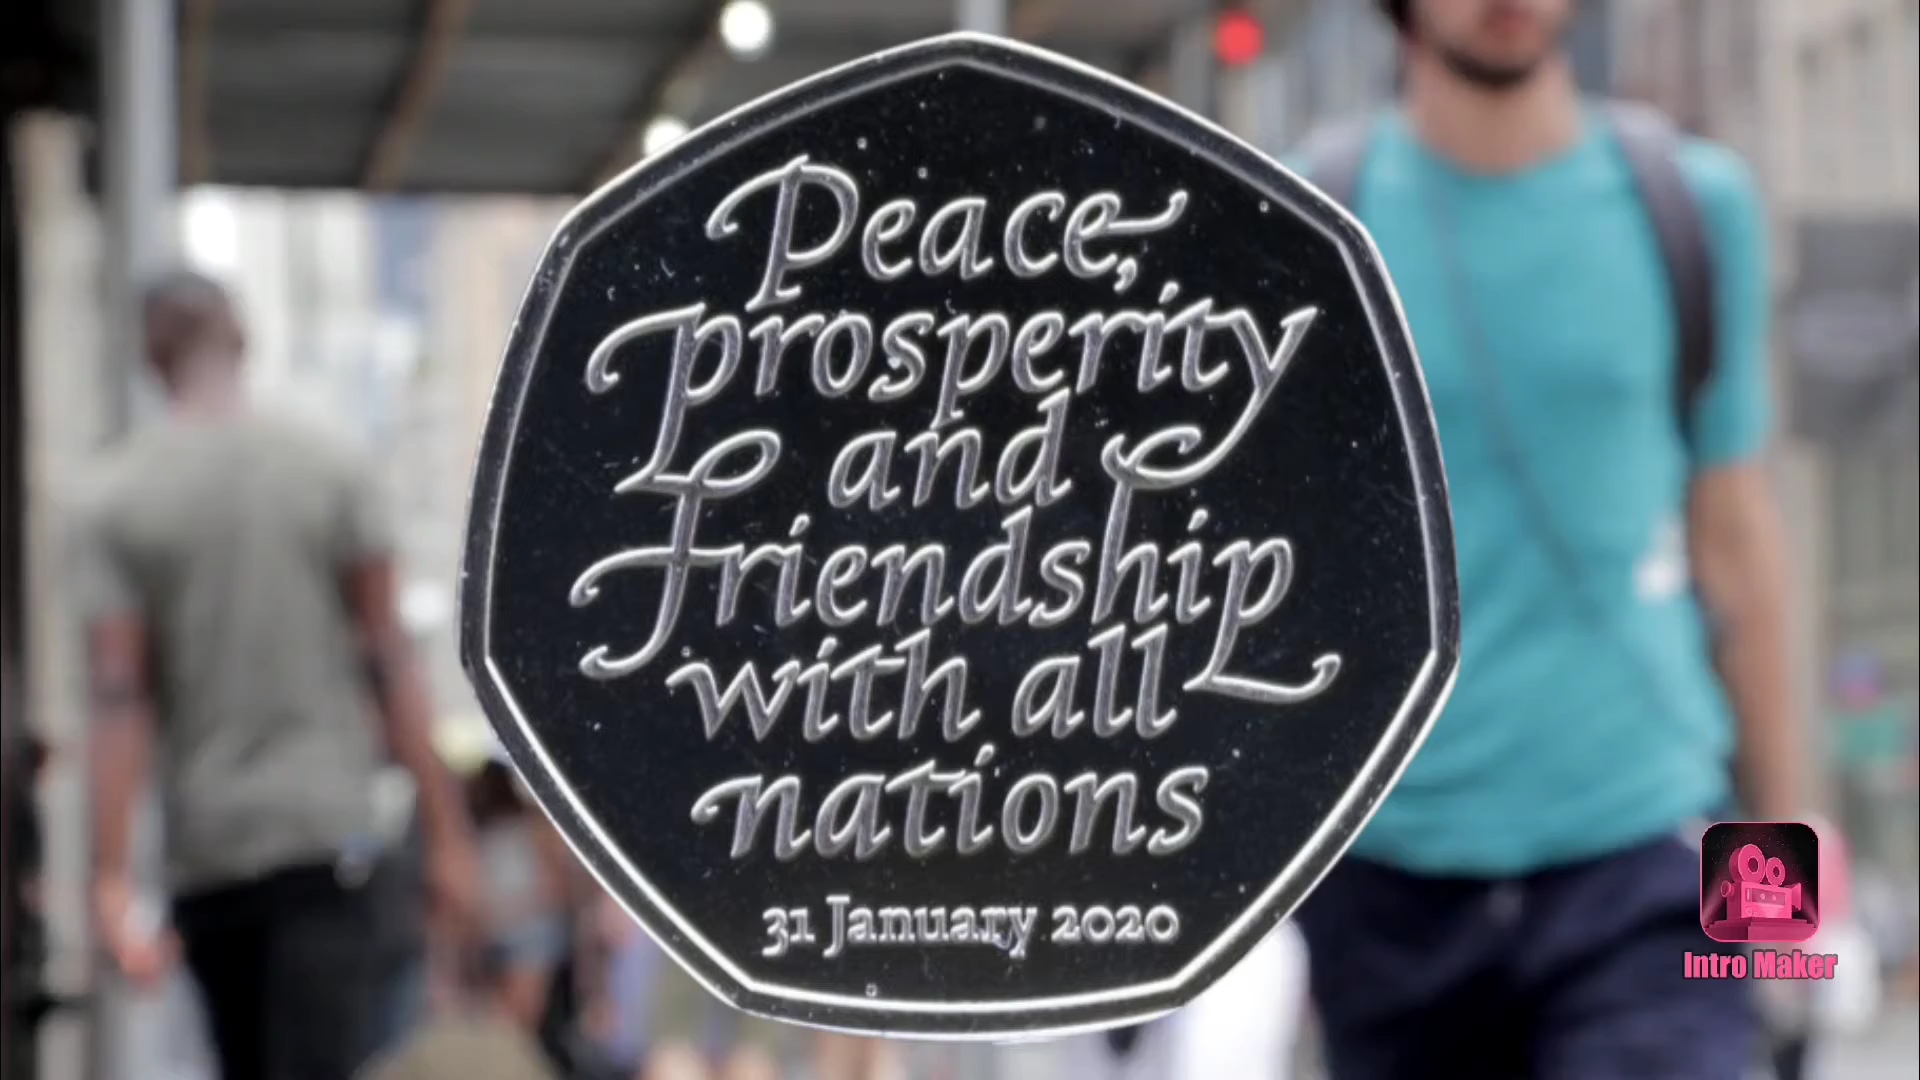 Peace,
prosperity
and
friendship
with all
nations
31 January 2020
Intro Maker